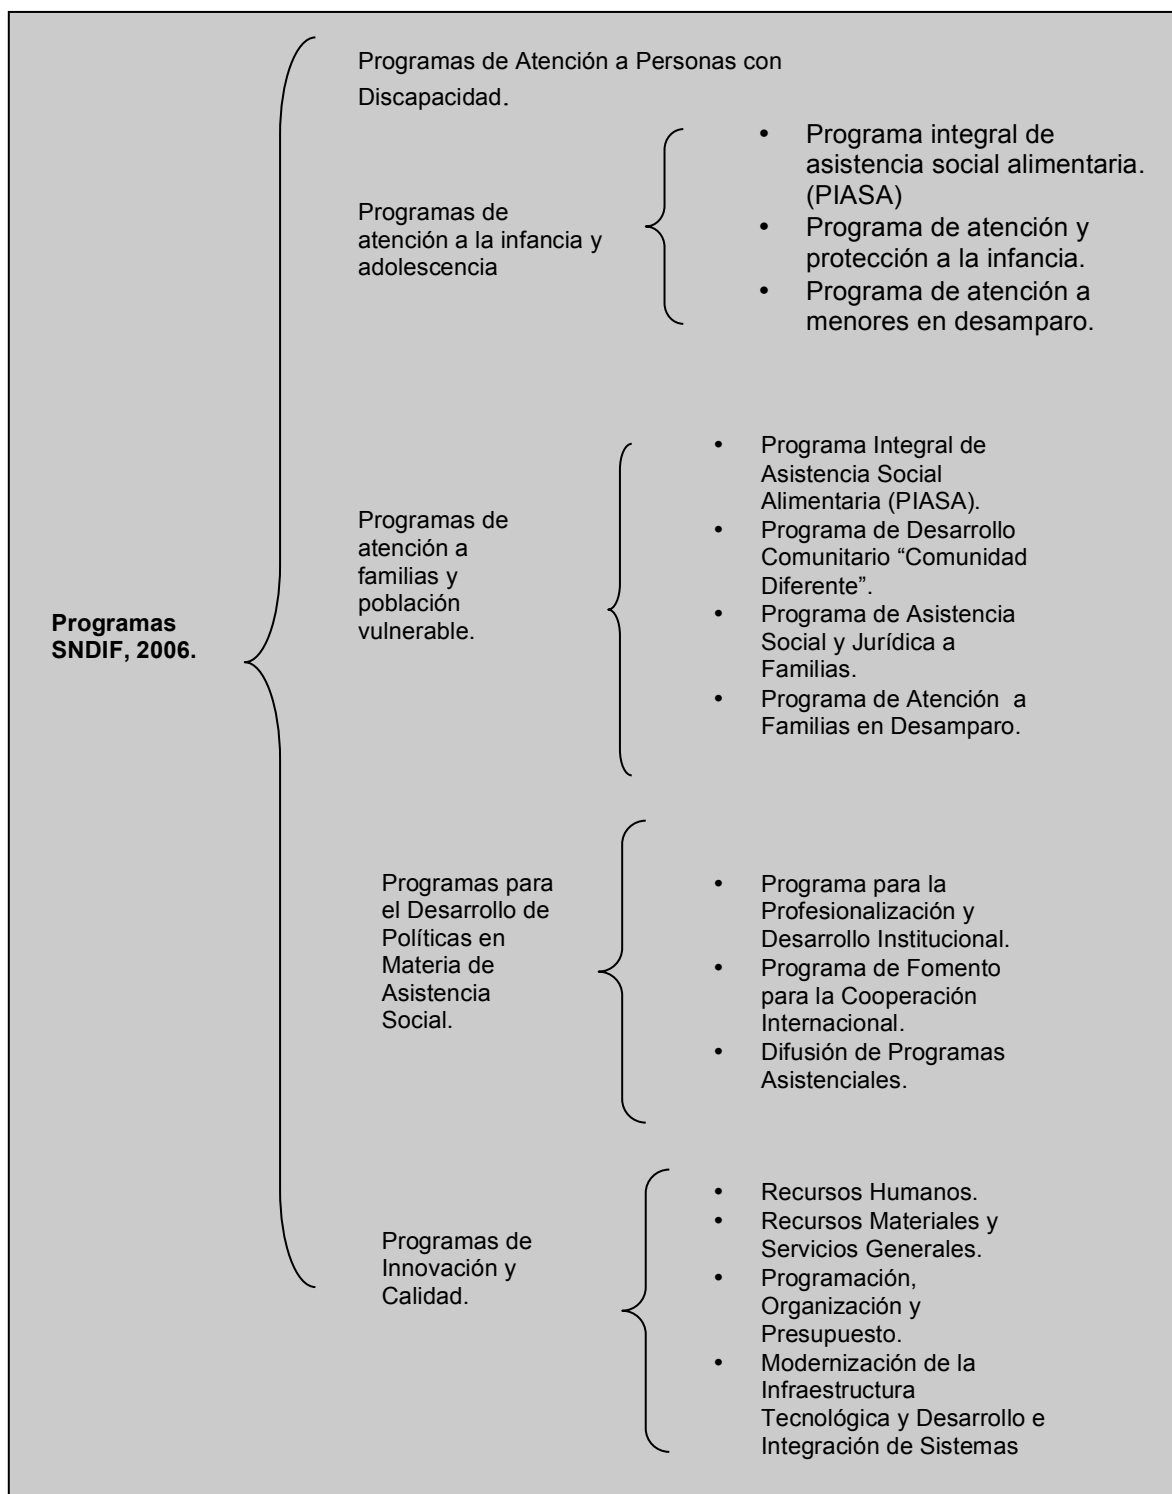 Programas de Atención a Personas con
Discapacidad.
Programas de
atención a la infancia y
adolescencia
• Programa integral de
asistencia social alimentaria.
(PIASA)
• Programa de atención y
protección a la infancia.
• Programa de atención a
menores en desamparo.
Programas
SNDIF, 2006.
Programas de
atención a
familias y
población
vulnerable.
• Programa Integral de
Asistencia Social
Alimentaria (PIASA).
• Programa de Desarrollo
Comunitario “Comunidad
Diferente”.
• Programa de Asistencia
Social y Jurídica a
Familias.
• Programa de Atención a
Familias en Desamparo.
Programas para
el Desarrollo de
Políticas en
Materia de
Asistencia
Social.
• Programa para la
Profesionalización y
Desarrollo Institucional.
• Programa de Fomento
para la Cooperación
Internacional.
• Difusión de Programas
Asistenciales.
Programas de
Innovación y
Calidad.
• Recursos Humanos.
• Recursos Materiales y
Servicios Generales.
• Programación,
Organización y
Presupuesto.
• Modernización de la
Infraestructura
Tecnológica y Desarrollo e
Integración de Sistemas